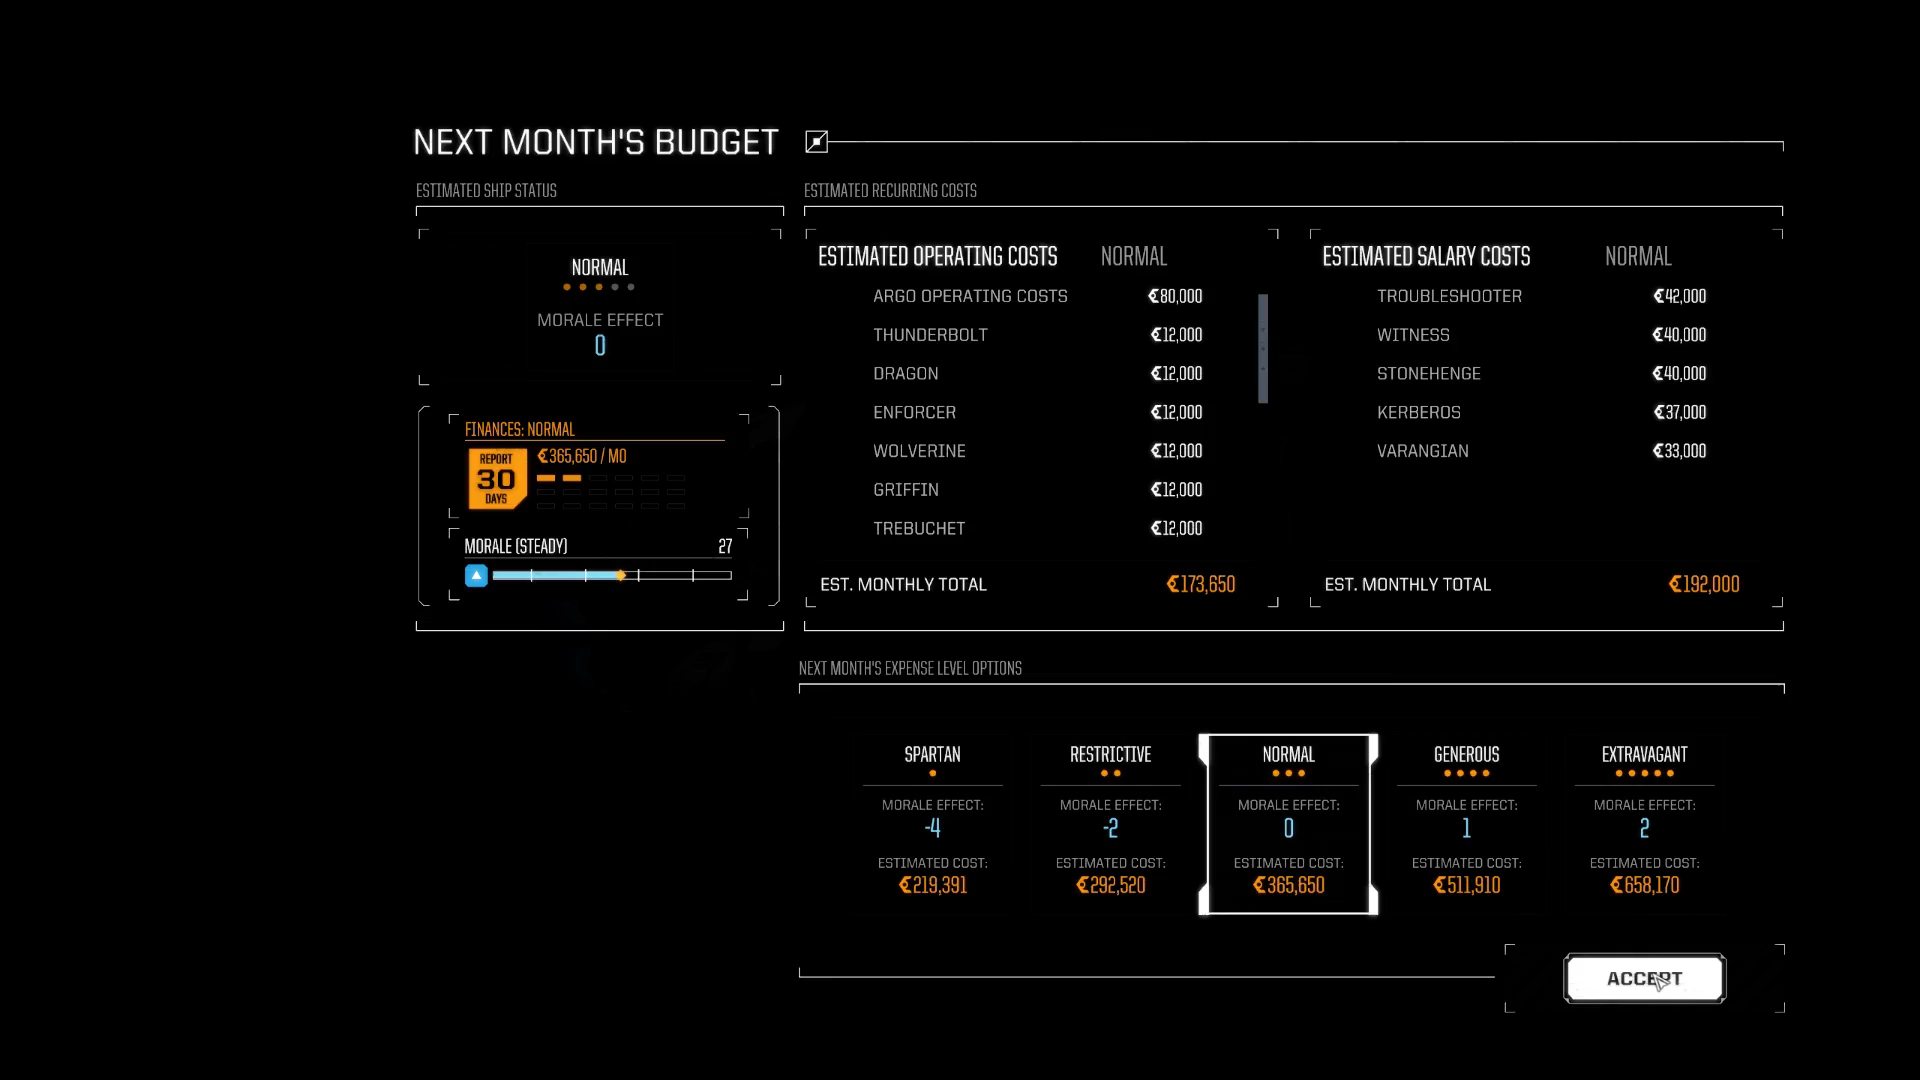 NEXT MONTH'S BUDGET
ESTIMATED SHIP STATUS
NORMAL
MORALE EFFECT
0
FINANCES: NORMAL
REPORT
30
DAYS
€365,650 / MO
MORALE (STEADY) 27
ESTIMATED RECURRING COSTS
ESTIMATED OPERATING COSTS NORMAL
ARGO OPERATING COSTS €80,000
THUNDERBOLT €12,000
DRAGON €12,000
ENFORCER €12,000
WOLVERINE €12,000
GRIFFIN €12,000
TREBUCHET €12,000
EST. MONTHLY TOTAL €173,650
ESTIMATED SALARY COSTS NORMAL
TROUBLESHOOTER €42,000
WITNESS €40,000
STONEHENGE €40,000
KERBEROS €37,000
VARANGIAN €33,000
EST. MONTHLY TOTAL €192,000
NEXT MONTH'S EXPENSE LEVEL OPTIONS
SPARTAN
MORALE EFFECT:
-4
ESTIMATED COST:
€219,391
RESTRICTIVE
MORALE EFFECT:
-2
ESTIMATED COST:
€292,520
NORMAL
MORALE EFFECT:
0
ESTIMATED COST:
€365,650
GENEROUS
MORALE EFFECT:
1
ESTIMATED COST:
€511,910
EXTRAVAGANT
MORALE EFFECT:
2
ESTIMATED COST:
€658,170
ACCEPT